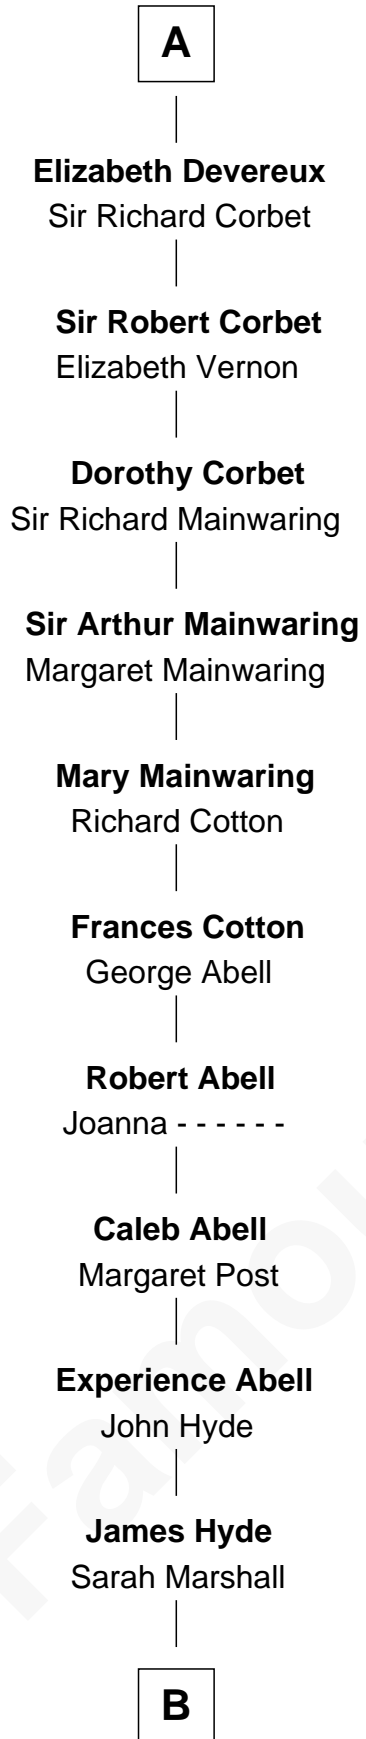 A
Elizabeth Devereux
Sir Richard Corbet
Sir Robert Corbet
Elizabeth Vernon
Dorothy Corbet
Sir Richard Mainwaring
Sir Arthur Mainwaring
Margaret Mainwaring
Mary Mainwaring
Richard Cotton
Frances Cotton
George Abell
Robert Abell
Joanna - - - - - -
Caleb Abell
Margaret Post
Experience Abell
John Hyde
James Hyde
Sarah Marshall
B